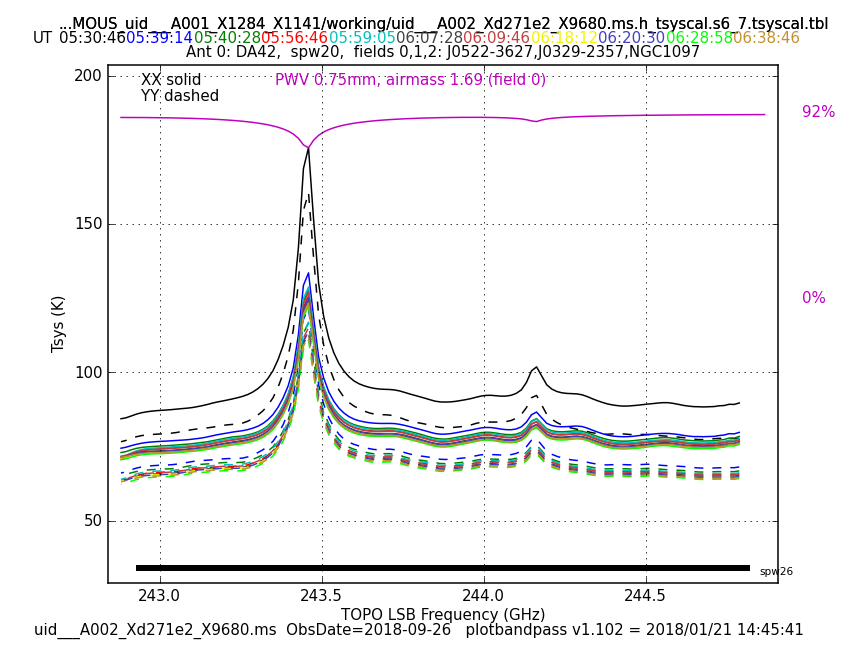 ...MOUS_uid___A001_X1284_X1141/working/uid___A002_Xd271e2_X9680.ms.h_tsyscal.s6_7.tsyscal.tbl
UT 05:30:46 05:39:14 05:40:28 05:56:46 05:59:05 06:07:28 06:09:46 06:18:12 06:20:30 06:28:58 06:38:46
Ant 0: DA42,  spw20,  fields 0,1,2: J0522-3627,J0329-2357,NGC1097
XX solid
YY dashed
PWV 0.75mm, airmass 1.69 (field 0)
92%
0%
200
150
100
50
Tsys (K)
spw26
243.0 243.5 244.0 244.5
TOPO LSB Frequency (GHz)
uid___A002_Xd271e2_X9680.ms  ObsDate=2018-09-26   plotbandpass v1.102 = 2018/01/21 14:45:41